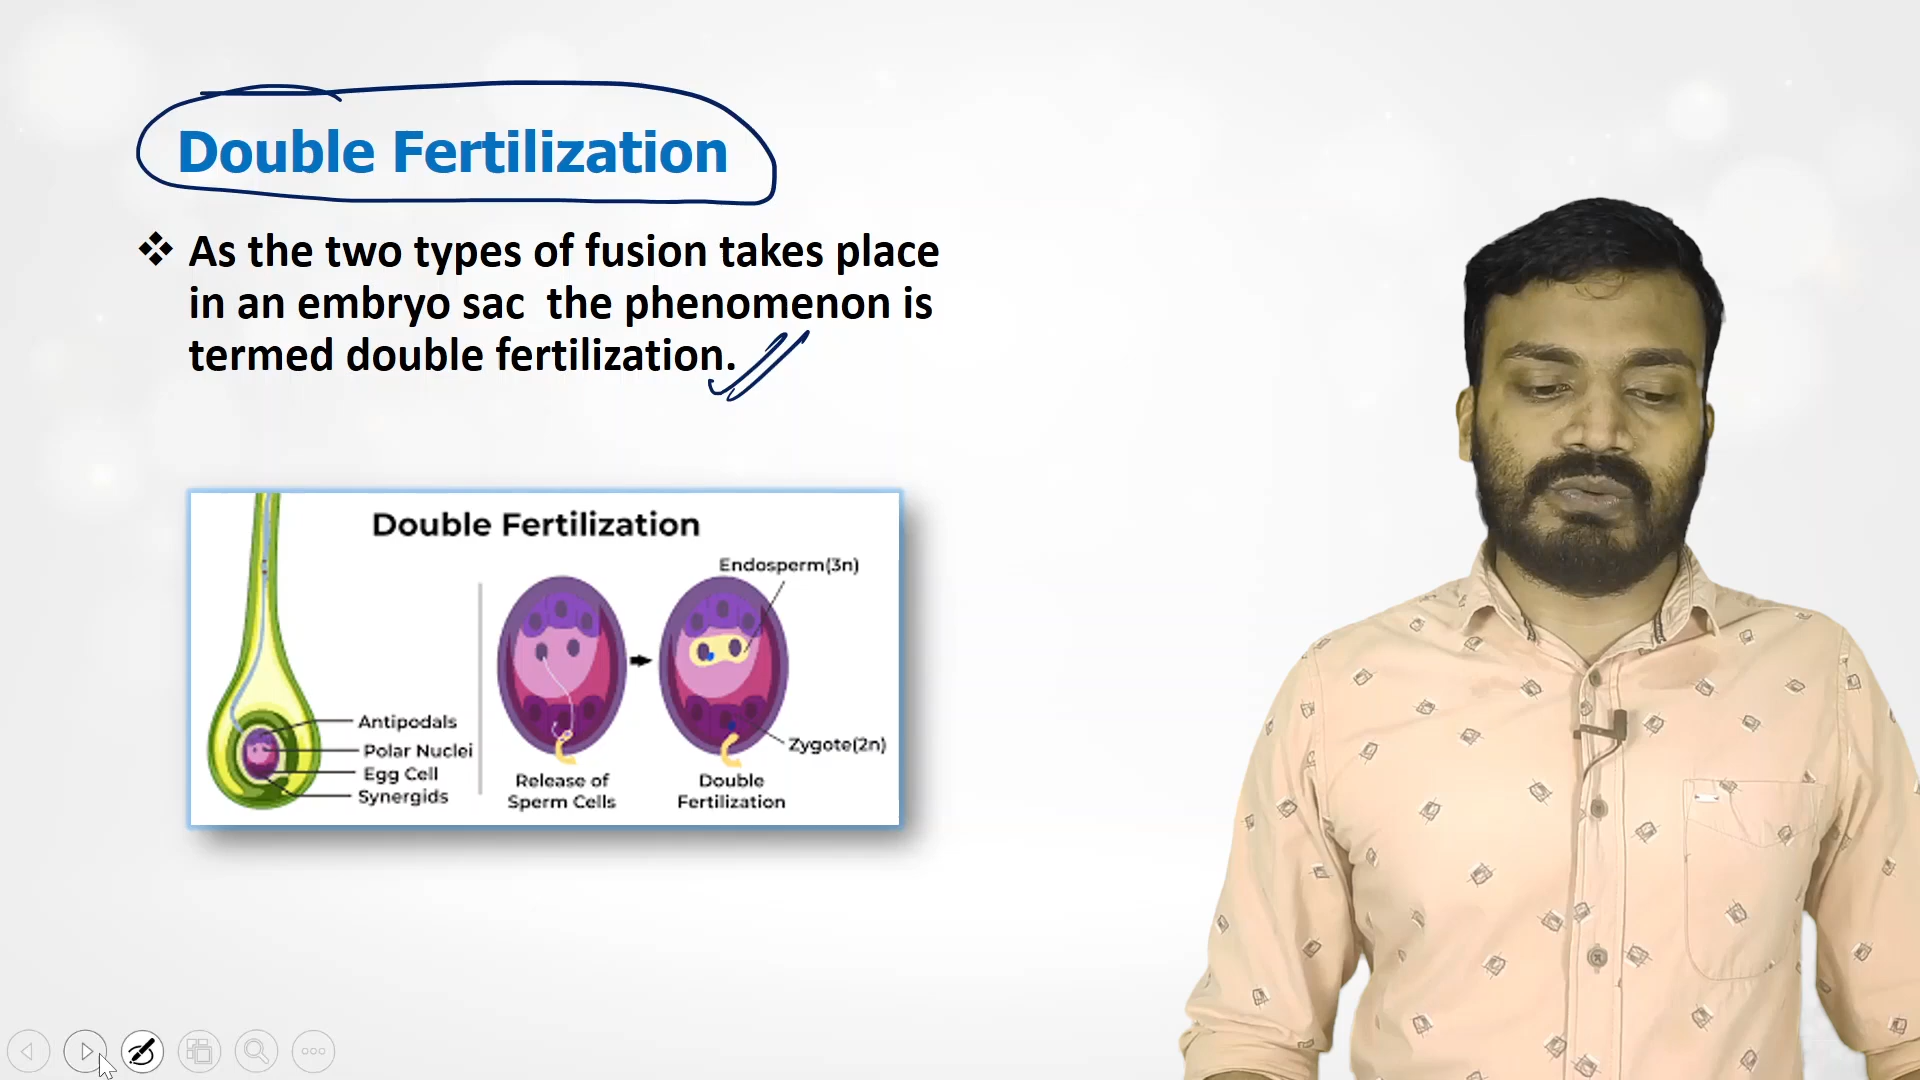 Double Fertilization
❖ As the two types of fusion takes place
in an embryo sac  the phenomenon is
termed double fertilization.
Double Fertilization
Endosperm(3n)
Antipodals
Polar Nuclei
Egg Cell
Synergids
Zygote(2n)
Release of
Sperm Cells
Double
Fertilization